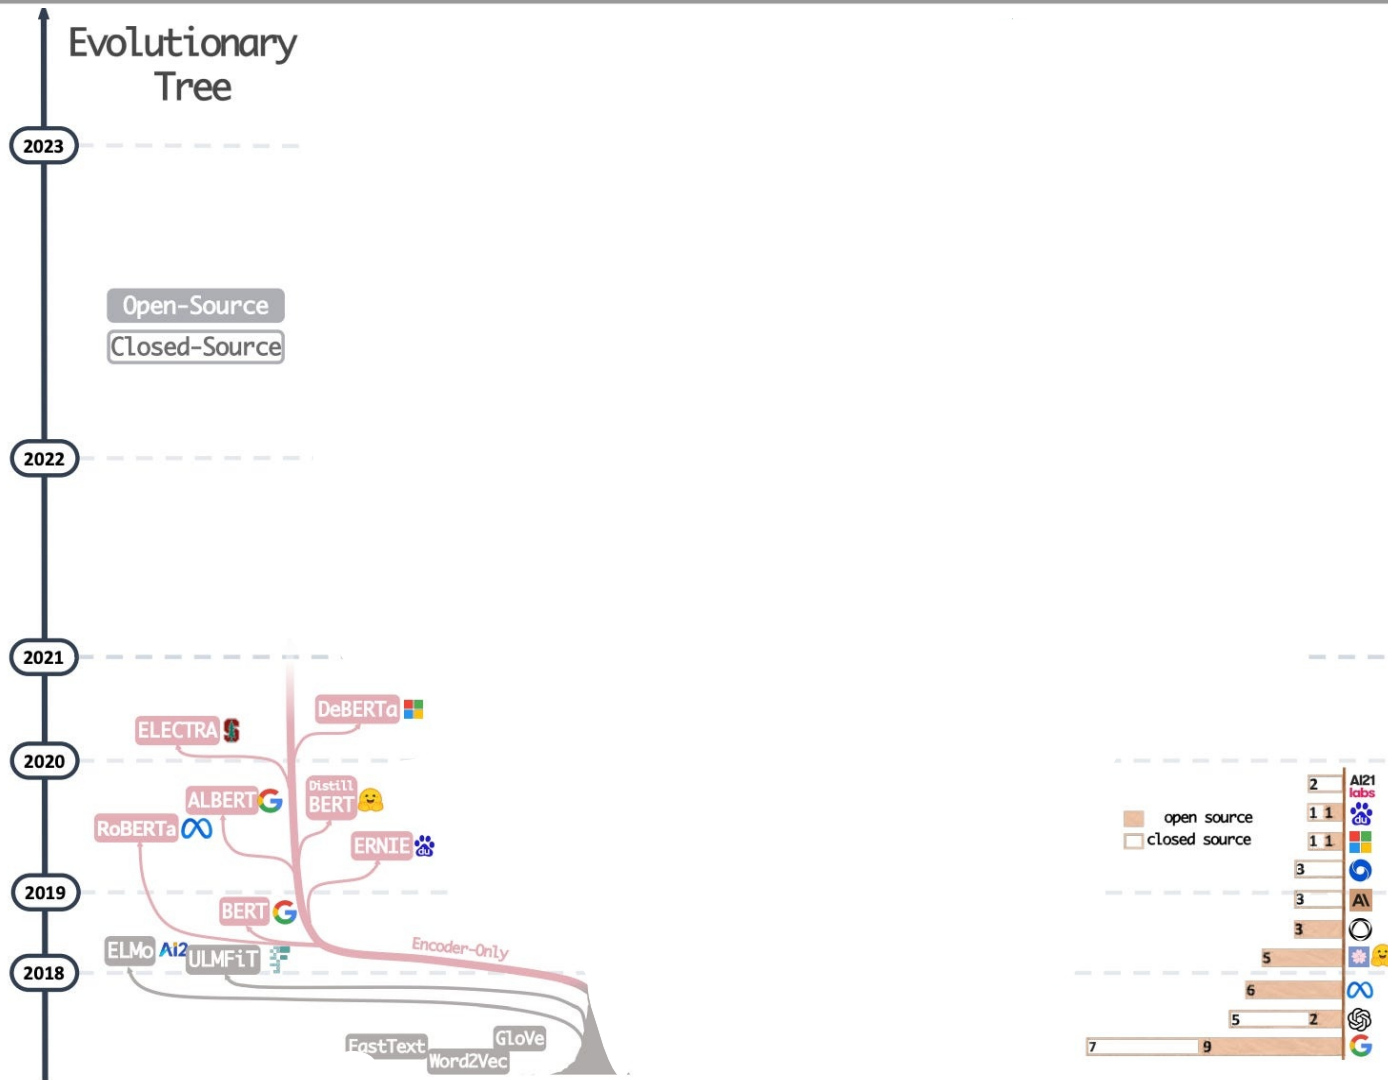 Evolutionary
Tree
2023
Open-Source
Closed-Source
2022
2021
DeBERTa
ELECTRA
2020
Distill
BERT
ALBERT
RoBERTa
ERNIE
2019
BERT
Encoder-Only
ELMo AI2
ULMFiT
2018
GloVe
FastText
Word2Vec
open source
closed source
2 AI21
labs
1 1 du
1 1
3
3 A\
3
5
6
5 2
7 9